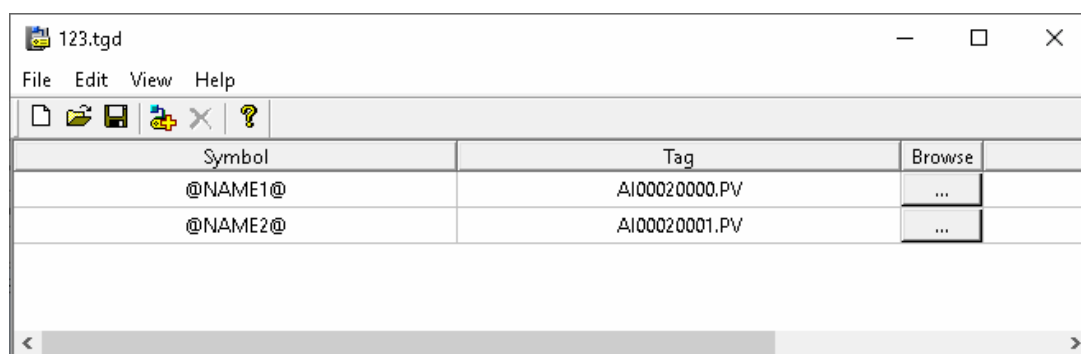 123.tgd
File Edit View Help
Symbol Tag Browse
@NAME1@ AI00020000.PV ...
@NAME2@ AI00020001.PV ...